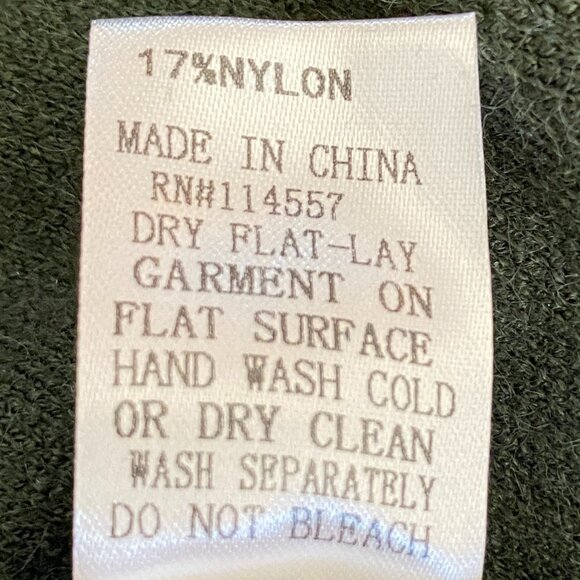 17%NYLON
MADE IN CHINA
RN#114557
DRY FLAT-LAY
GARMENT ON
FLAT SURFACE
HAND WASH COLD
OR DRY CLEAN
WASH SEPARATELY
DO NOT BLEACH